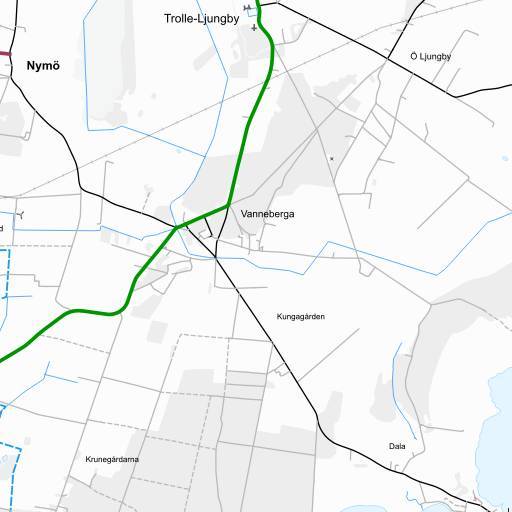 Trolle-Ljungby
Ö Ljungby
Nymö
Vanneberga
d
Kungagården
Dala
Krunegårdarna